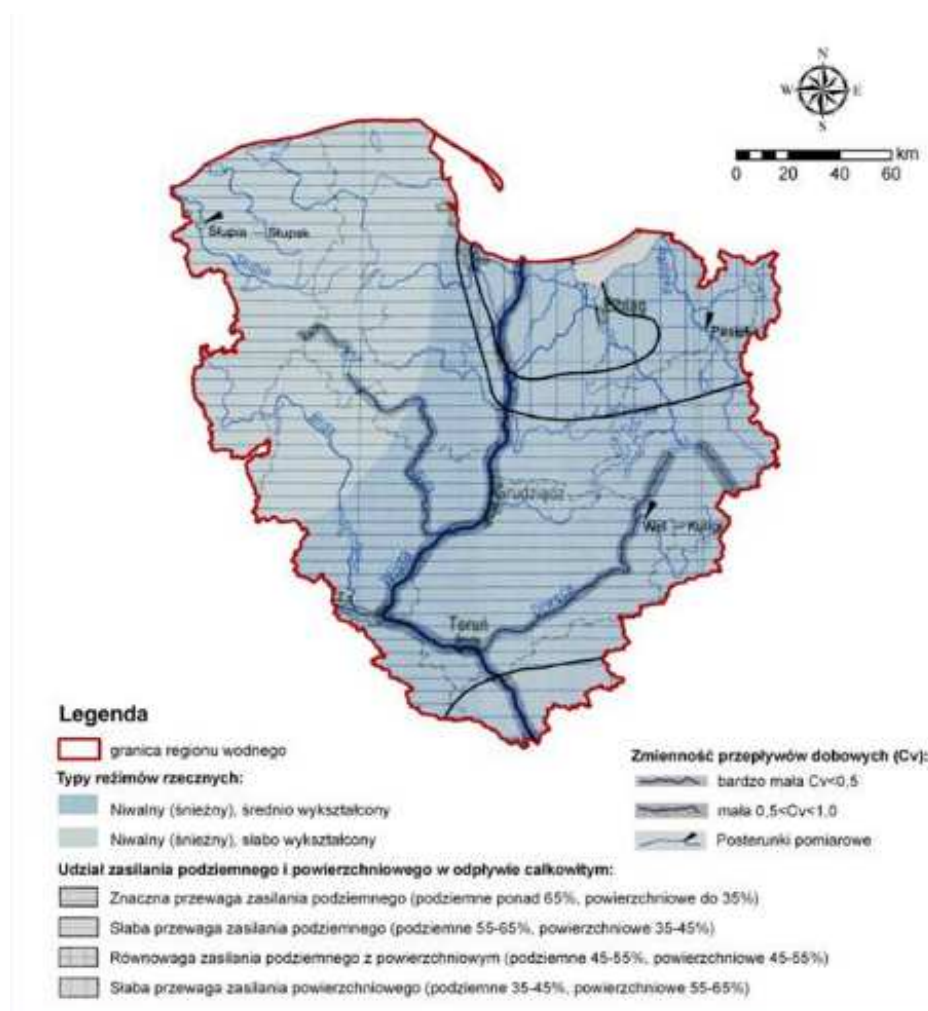 N
W E
S
km
0 20 40 60
Słupia — Słupsk
Elbląg
Pasłęk
Grudziądz
Wel — Kuligi
Wisła
Drwęca
Toruń
Legenda
granica regionu wodnego
Typy reżimów rzecznych:
Niwalny (śnieżny), średnio wykształcony
Niwalny (śnieżny), słabo wykształcony
Zmienność przepływów dobowych (Cv):
bardzo mała Cv<0,5
mała 0,5<Cv<1,0
Posterunki pomiarowe
Udział zasilania podziemnego i powierzchniowego w odpływie całkowitym:
Znaczna przewaga zasilania podziemnego (podziemne ponad 65%, powierzchniowe do 35%)
Słaba przewaga zasilania podziemnego (podziemne 55-65%, powierzchniowe 35-45%)
Równowaga zasilania podziemnego z powierzchniowym (podziemne 45-55%, powierzchniowe 45-55%)
Słaba przewaga zasilania powierzchniowego (podziemne 35-45%, powierzchniowe 55-65%)